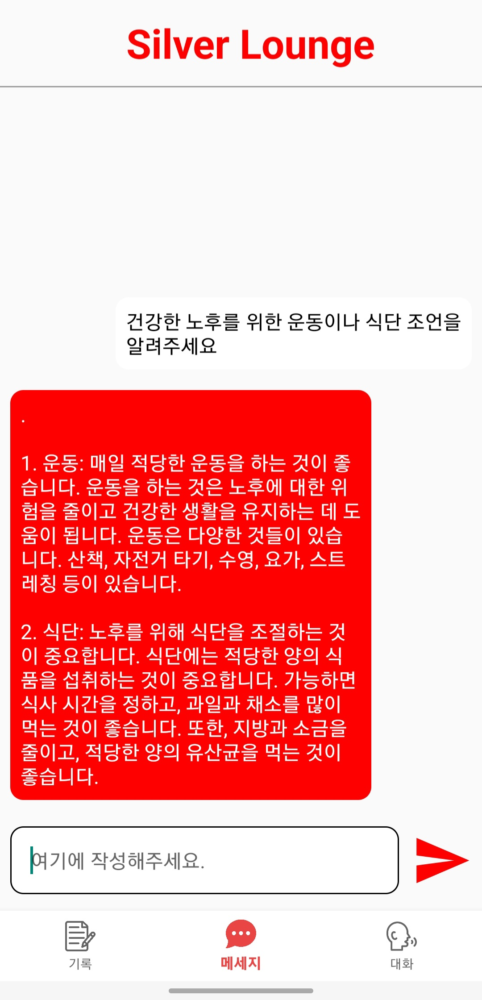 Silver Lounge
건강한 노후를 위한 운동이나 식단 조언을
알려주세요
.
1. 운동: 매일 적당한 운동을 하는 것이 좋
습니다. 운동을 하는 것은 노후에 대한 위
험을 줄이고 건강한 생활을 유지하는 데 도
움이 됩니다. 운동은 다양한 것들이 있습
니다. 산책, 자전거 타기, 수영, 요가, 스트
레칭 등이 있습니다.
2. 식단: 노후를 위해 식단을 조절하는 것
이 중요합니다. 식단에는 적당한 양의 식
품을 섭취하는 것이 중요합니다. 가능하면
식사 시간을 정하고, 과일과 채소를 많이
먹는 것이 좋습니다. 또한, 지방과 소금을
줄이고, 적당한 양의 유산균을 먹는 것이
좋습니다.
여기에 작성해주세요.
기록
메세지
대화